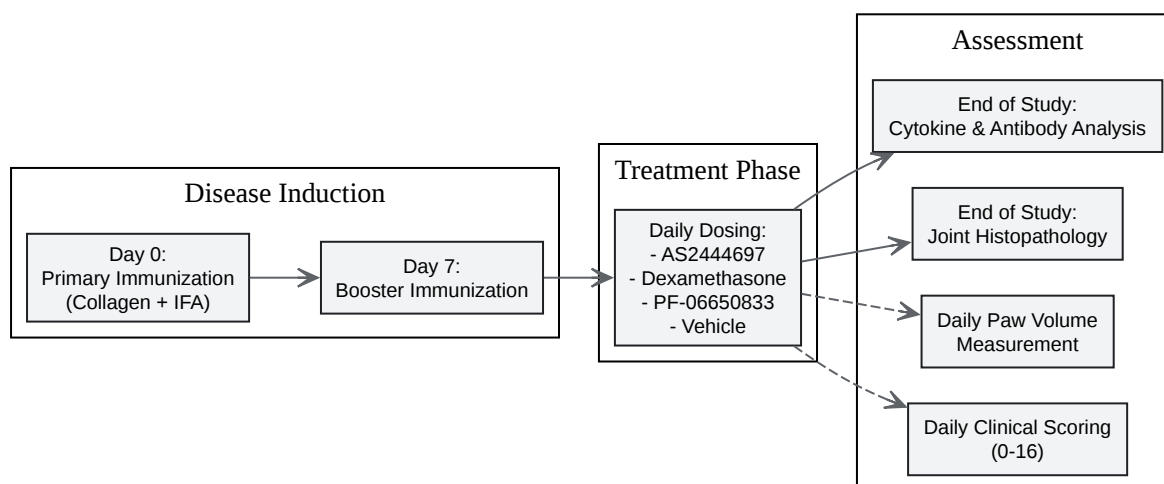 Disease Induction
Day 0:
Primary Immunization
(Collagen + IFA)
Day 7:
Booster Immunization
Treatment Phase
Daily Dosing:
- AS2444697
- Dexamethasone
- PF-06650833
- Vehicle
Assessment
End of Study:
Cytokine & Antibody Analysis
End of Study:
Joint Histopathology
Daily Paw Volume
Measurement
Daily Clinical Scoring
(0-16)